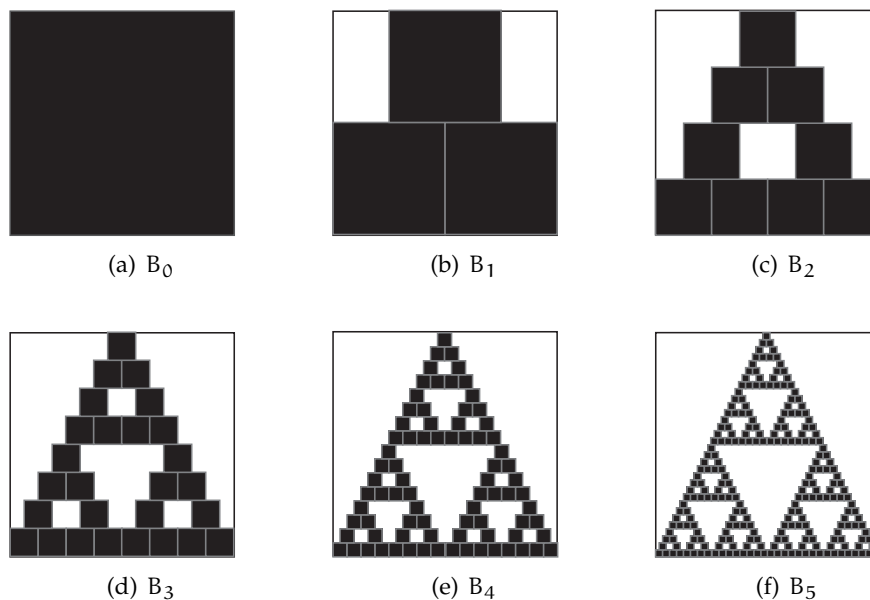 (a) B₀
(b) B₁
(c) B₂
(d) B₃
(e) B₄
(f) B₅